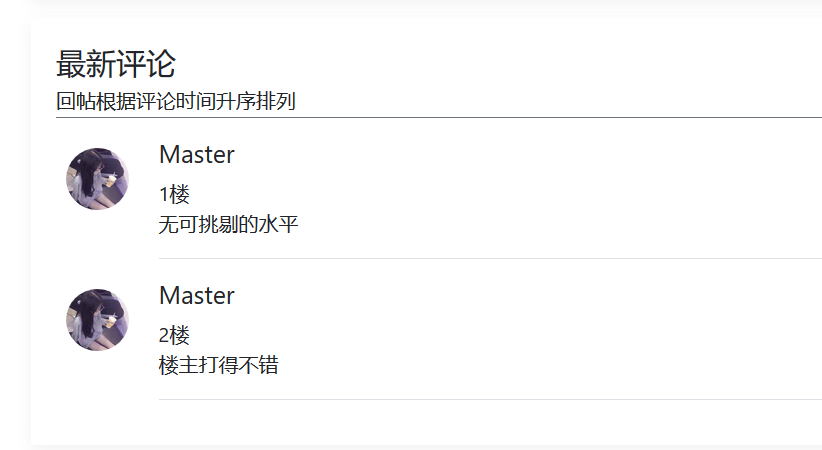 最新评论
回帖根据评论时间升序排列
Master
1楼
无可挑剔的水平
Master
2楼
楼主打得不错